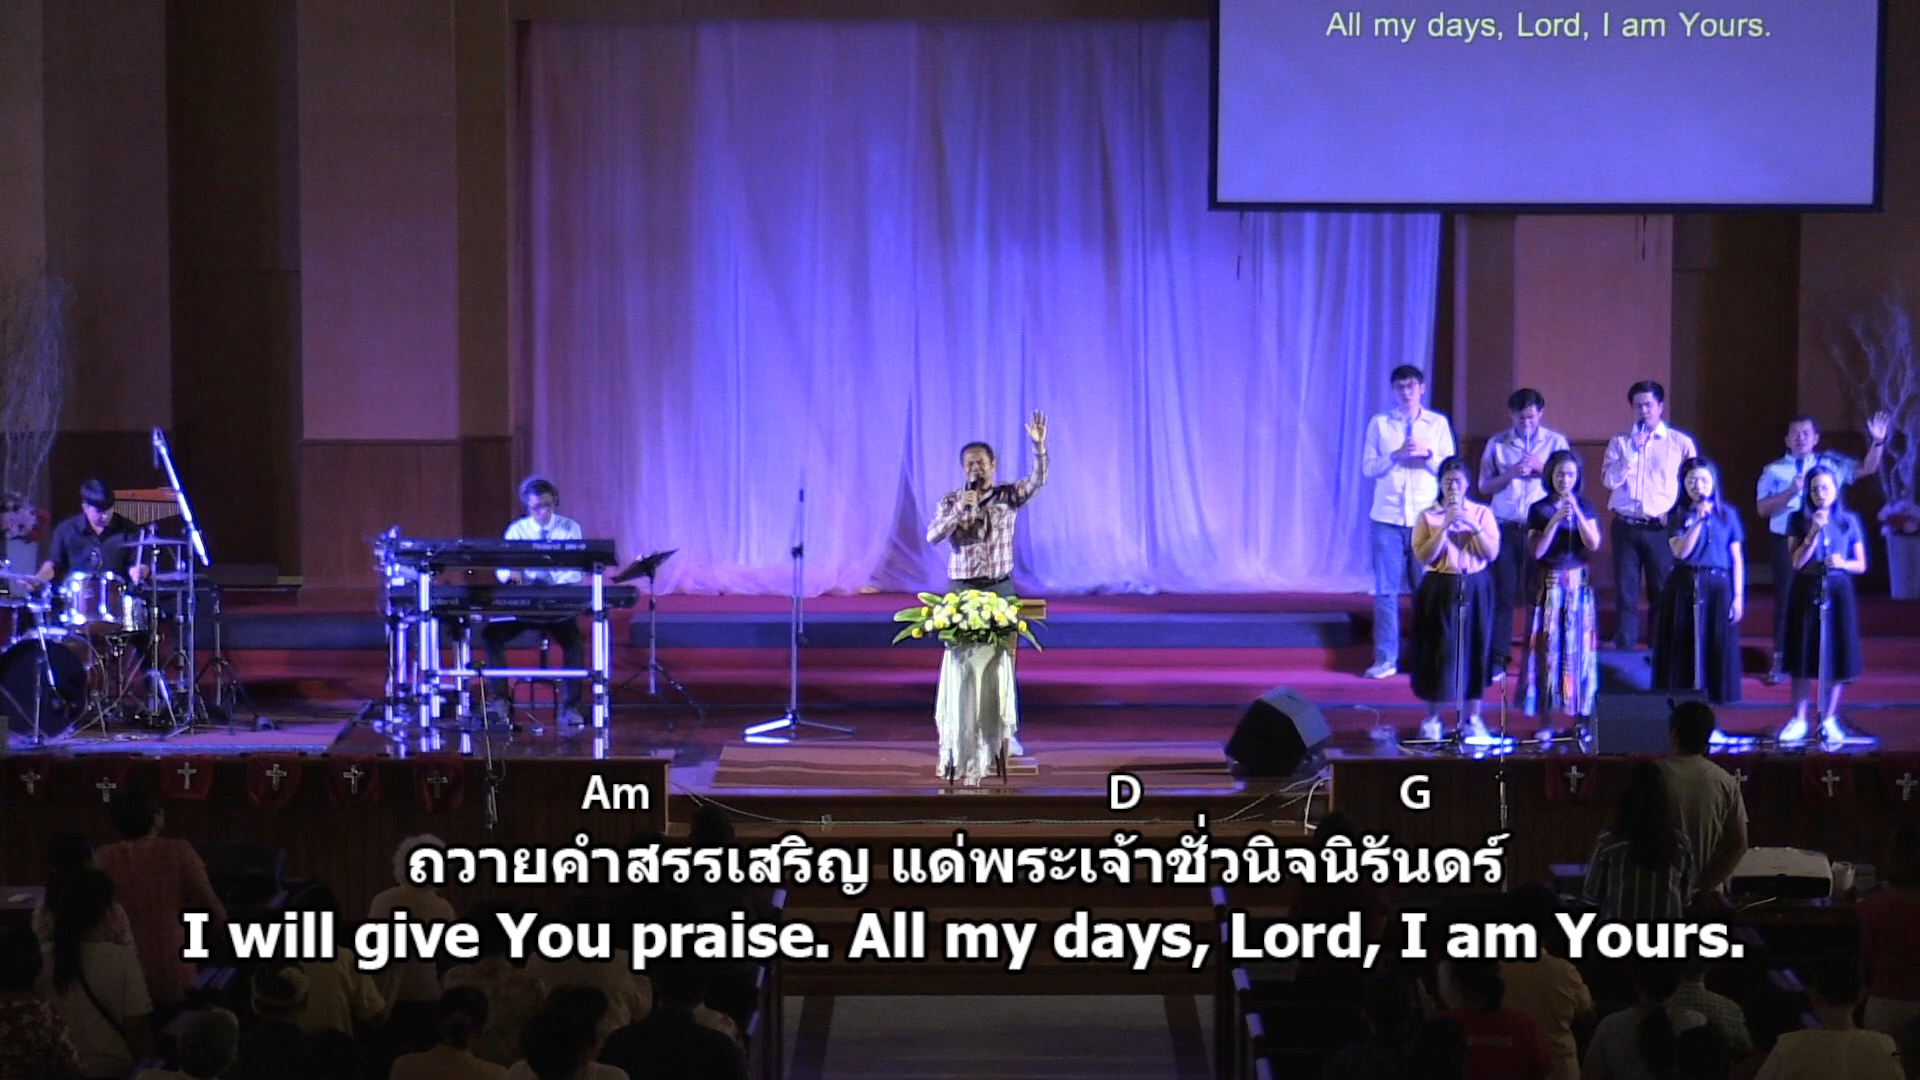 All my days, Lord, I am Yours.
Roland
Am D G
ถวายคำสรรเสริญ แด่พระเจ้าชั่วนิจนิรันดร์
I will give You praise. All my days, Lord, I am Yours.